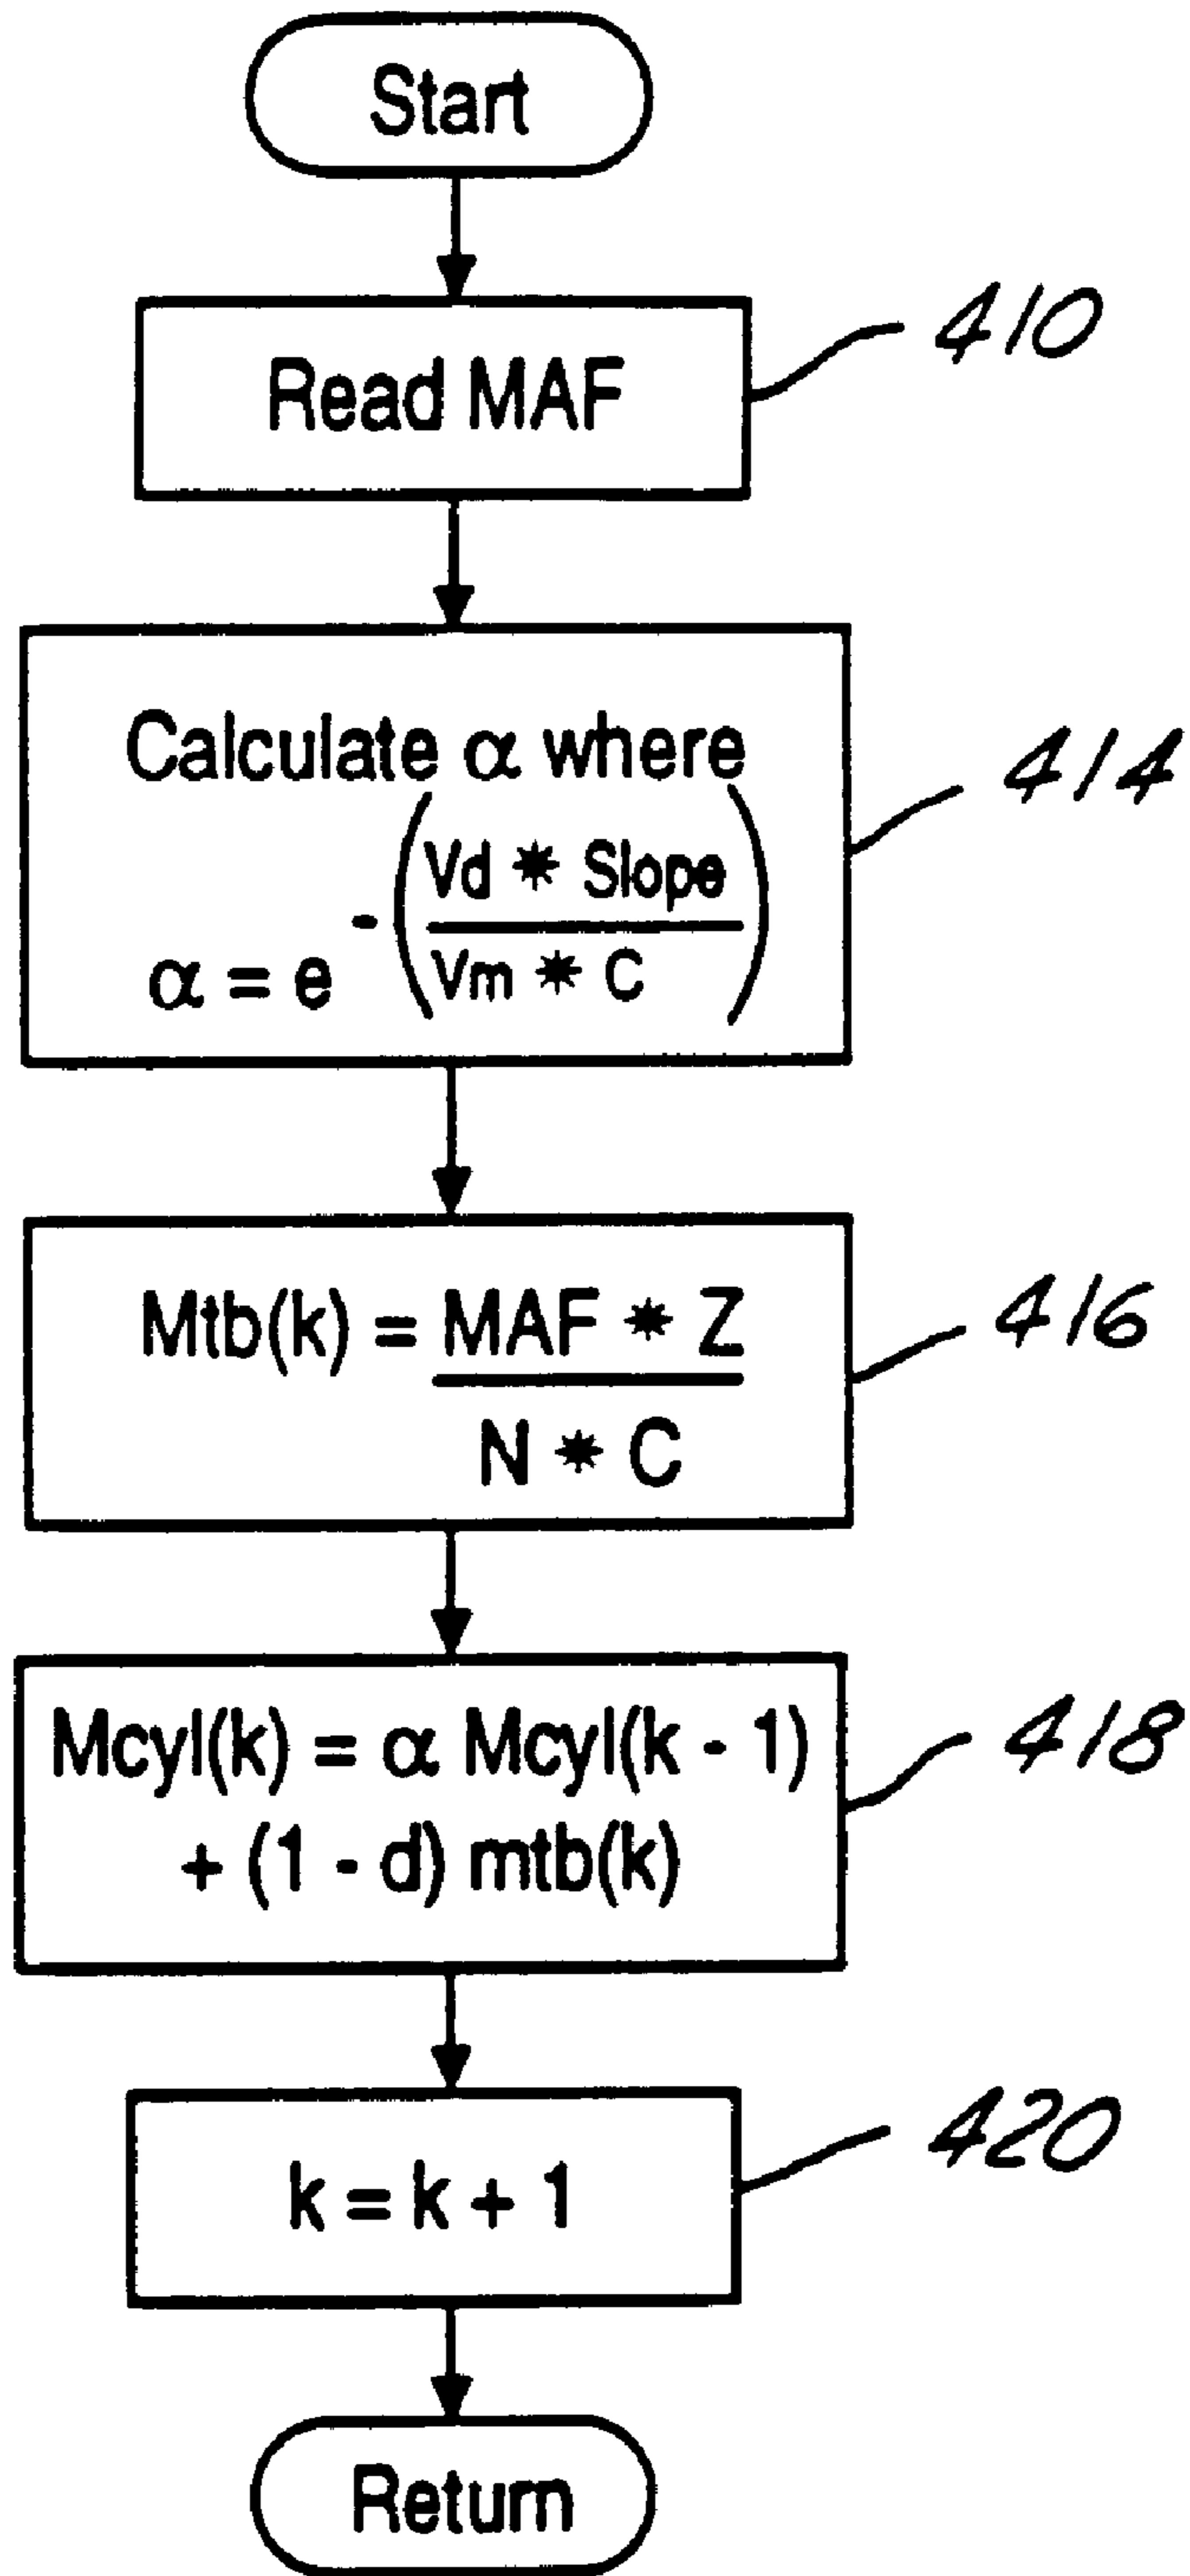 Start
Read MAF
410
Calculate α where
α = e - (Vd * Slope / Vm * C)
414
Mtb(k) = MAF * Z
N * C
416
Mcyl(k) = α Mcyl(k - 1)
+ (1 - d) mtb(k)
418
k = k + 1
420
Return